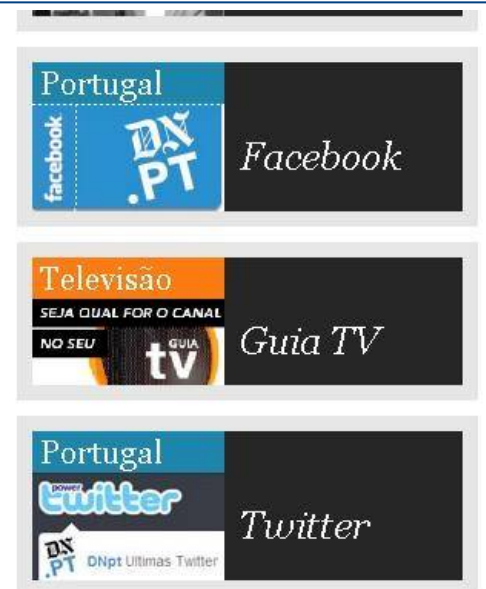 Portugal
facebook
DN
.PT
Facebook
Televisão
SEJA QUAL FOR O CANAL
NO SEU
GUIA
tv
Guia TV
Portugal
power
twitter
DN
.PT
DNpt Ultimas Twitter
Twitter